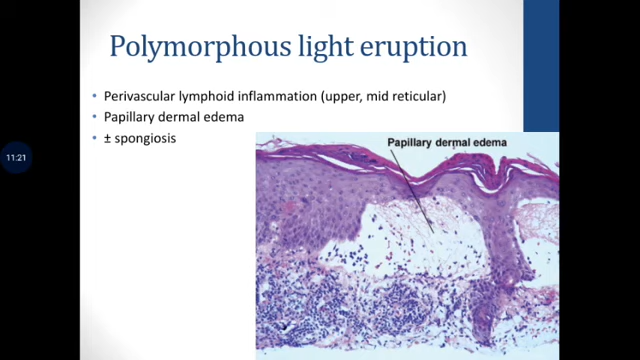 Polymorphous light eruption
• Perivascular lymphoid inflammation (upper, mid reticular)
• Papillary dermal edema
• ± spongiosis
Papillary dermal edema
11:21